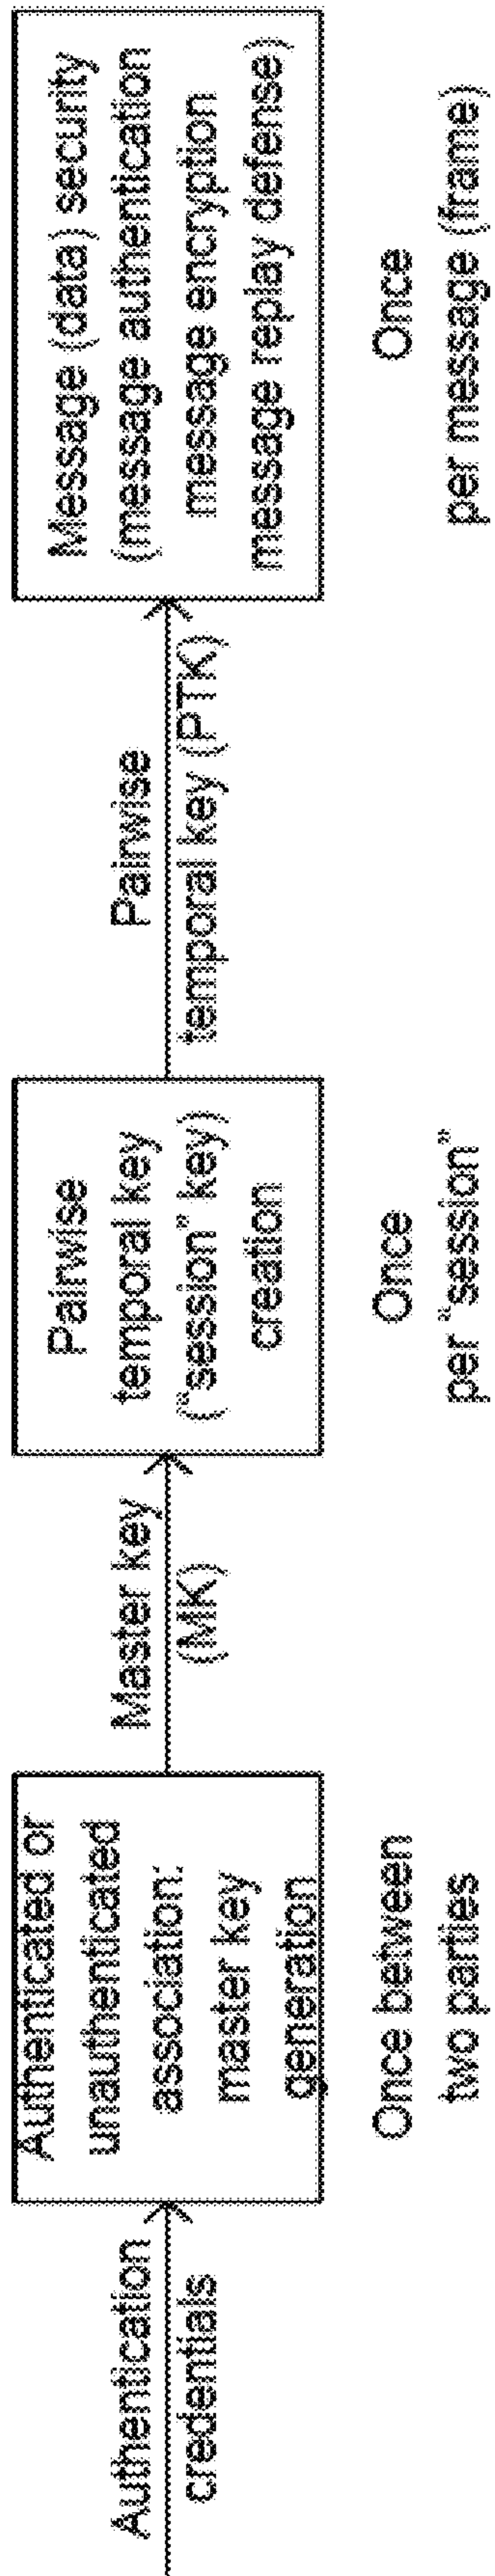 Authentication
credentials
Authenticated or
unauthenticated
association:
master key
generation
Once between
two parties
Master key
(MK)
Pairwise
temporal key
("session" key)
creation
Once
per "session"
Pairwise
temporal key (PTK)
Message (data) security
(message authentication
message encryption
message replay defense)
Once
per message (frame)